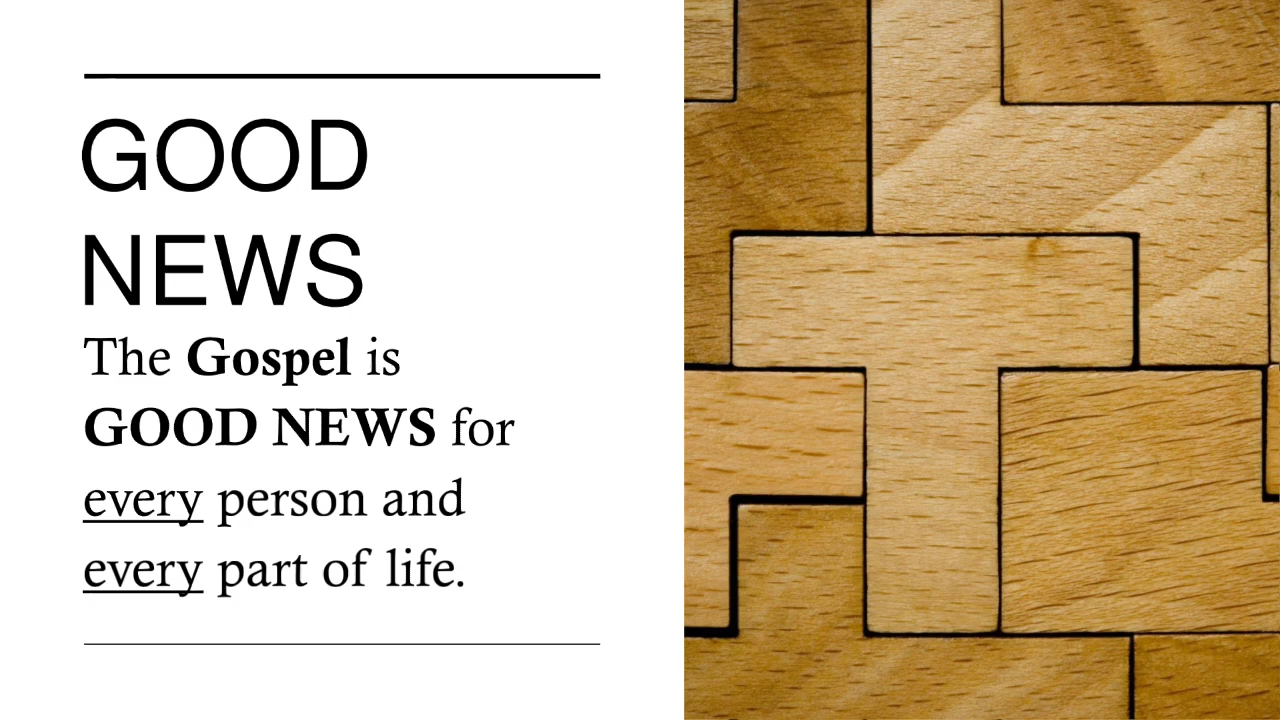 GOOD
NEWS
The Gospel is
GOOD NEWS for
every person and
every part of life.